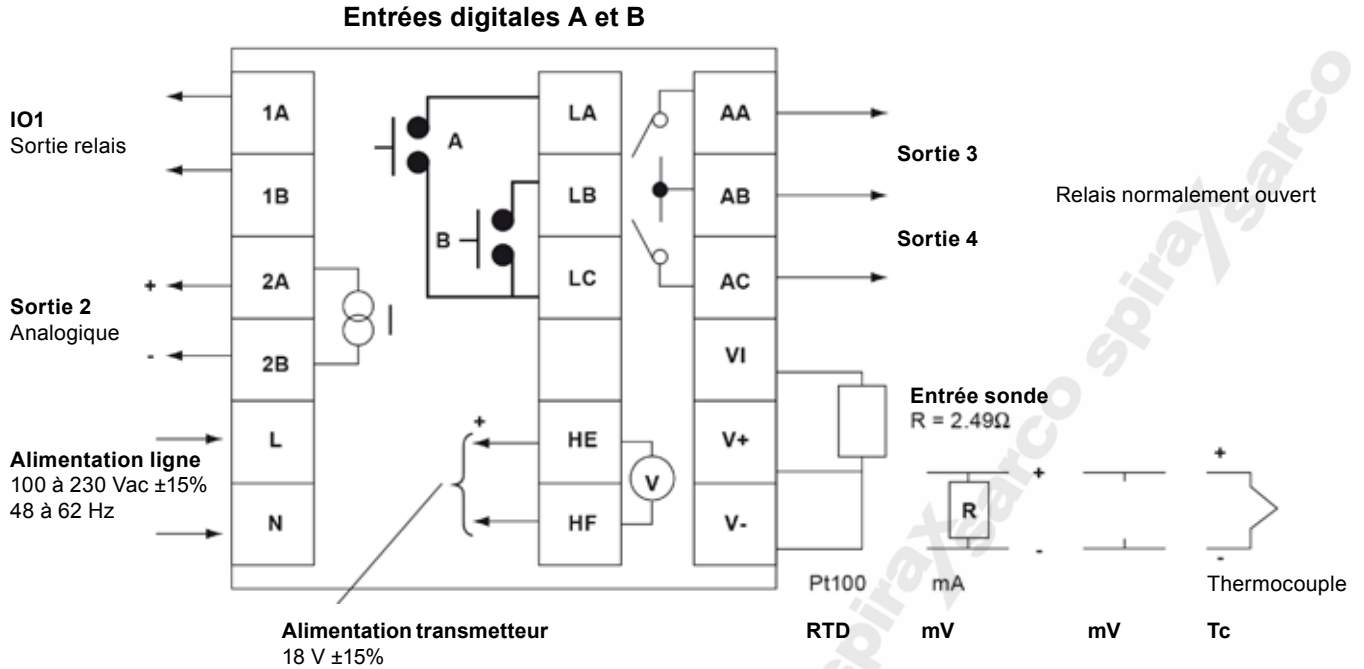 Entrées digitales A et B
IO1
Sortie relais
1A
1B
Sortie 2
Analogique
+
-
2A
2B
I
Alimentation ligne
100 à 230 Vac ±15%
48 à 62 Hz
L
N
A
B
LA
LB
LC
HE
HF
+
V
Alimentation transmetteur
18 V ±15%
AA
AB
AC
VI
V+
V-
Sortie 3
Relais normalement ouvert
Sortie 4
Entrée sonde
R = 2.49Ω
+
R
-
+
-
Pt100
mA
Thermocouple
RTD
mV
mV
Tc
spirax sarco
spirax sarco